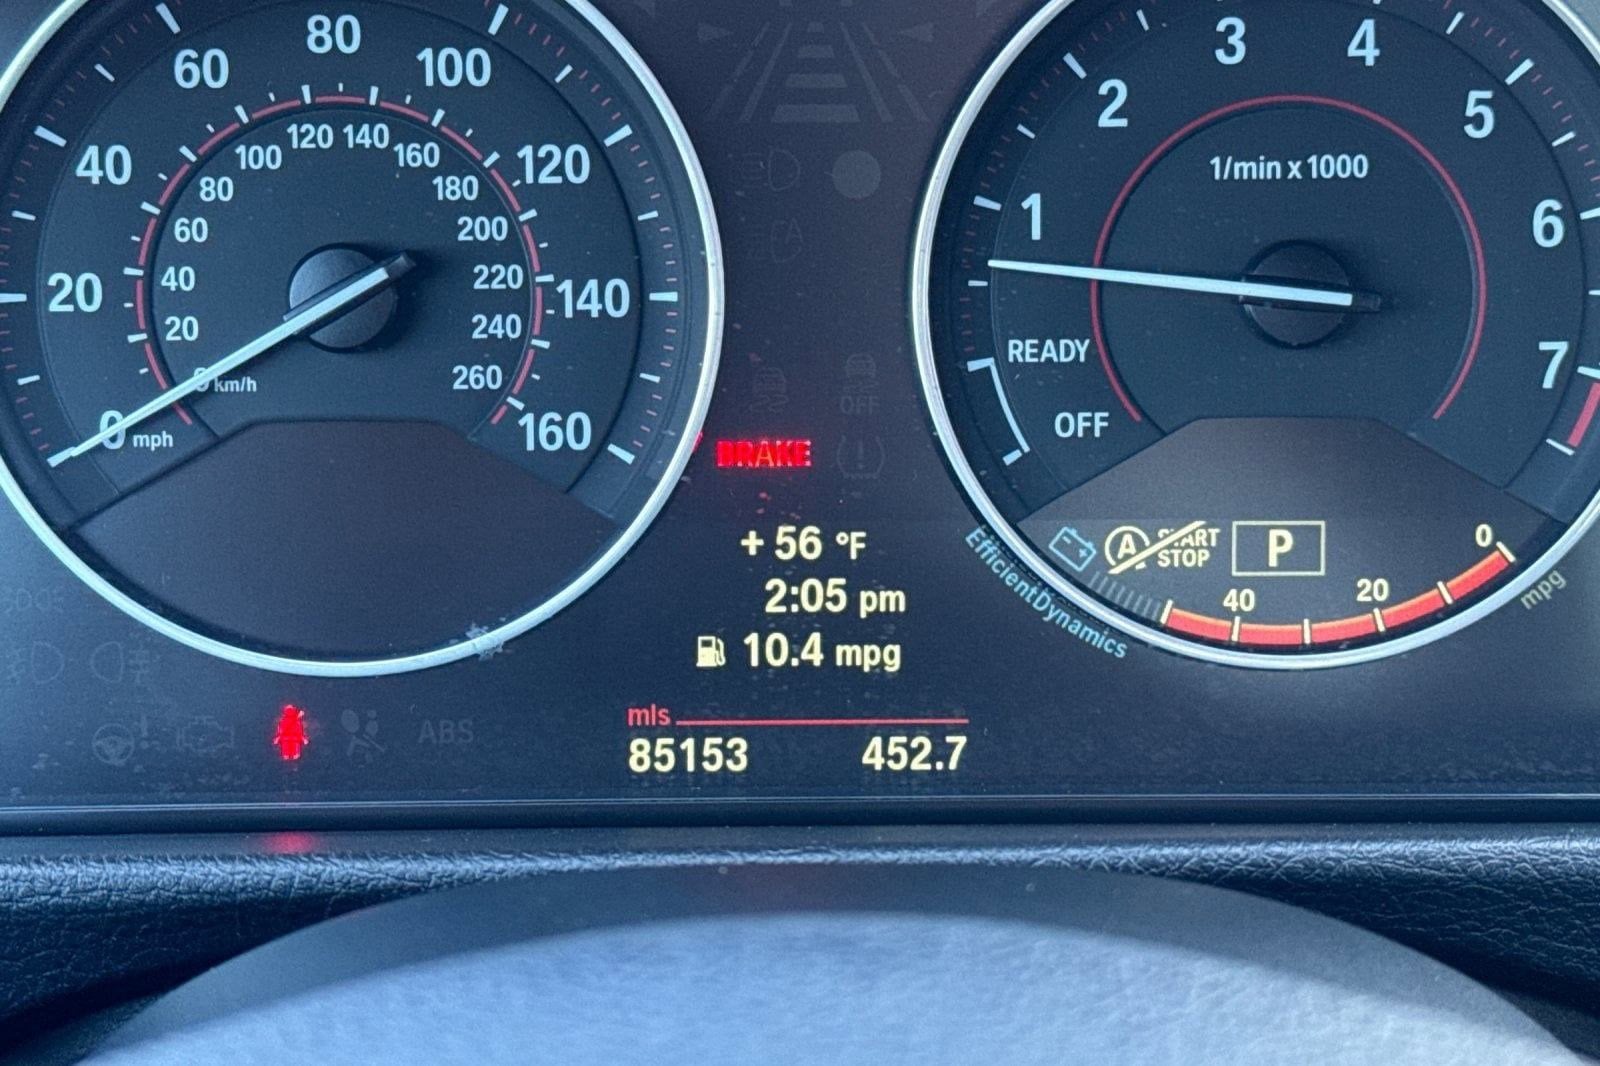 20
40
60
80
100
120
140
160
0 mph
0 km/h
20
40
60
80
100
120
140
160
180
200
220
240
260
1
2
3
4
5
6
7
1/min x 1000
READY
OFF
OFF
BRAKE
+ 56 °F
2:05 pm
10.4 mpg
EfficientDynamics
A START
STOP
P
40
20
0
mpg
ABS
mls
85153 452.7